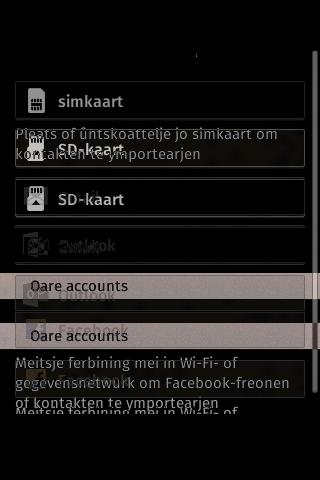 simkaart
Pleats of ûntskoattelje jo simkaart om
SD-kaart
kontakten te ymportearjen
SD-kaart
Outlook
Oare accounts
Outlook
Facebook
Oare accounts
Meitsje ferbining mei in Wi-Fi- of
gegevensnetwurk om Facebook-freonen
of kontakten te ymportearjen
Meitsje ferbining mei in Wi-Fi- of